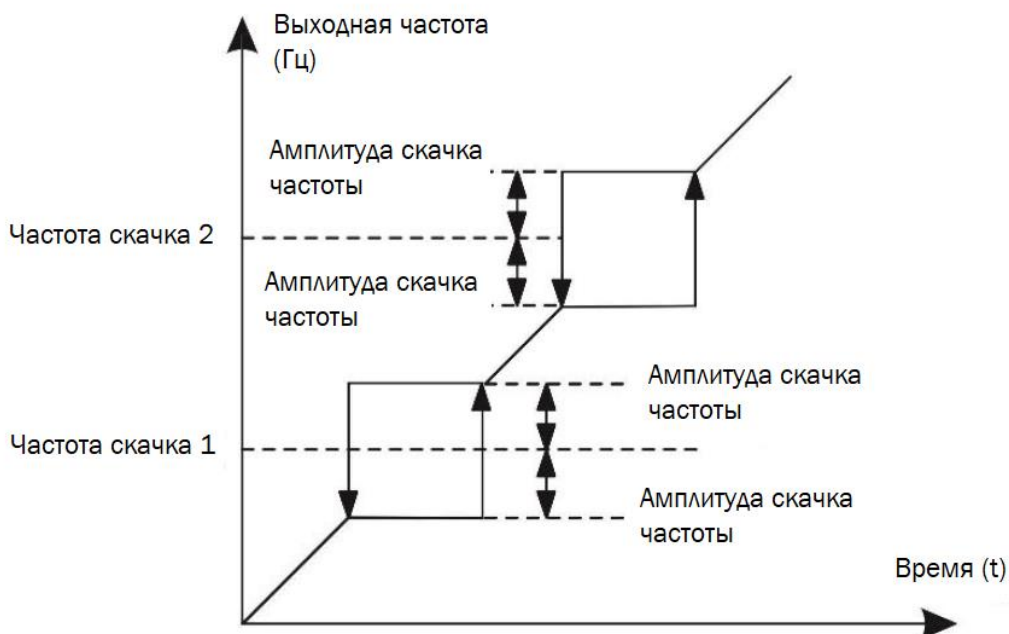 Выходная частота
(Гц)
Амплитуда скачка
частоты
Частота скачка 2
Амплитуда скачка
частоты
Амплитуда скачка
частоты
Частота скачка 1
Амплитуда скачка
частоты
Время (t)